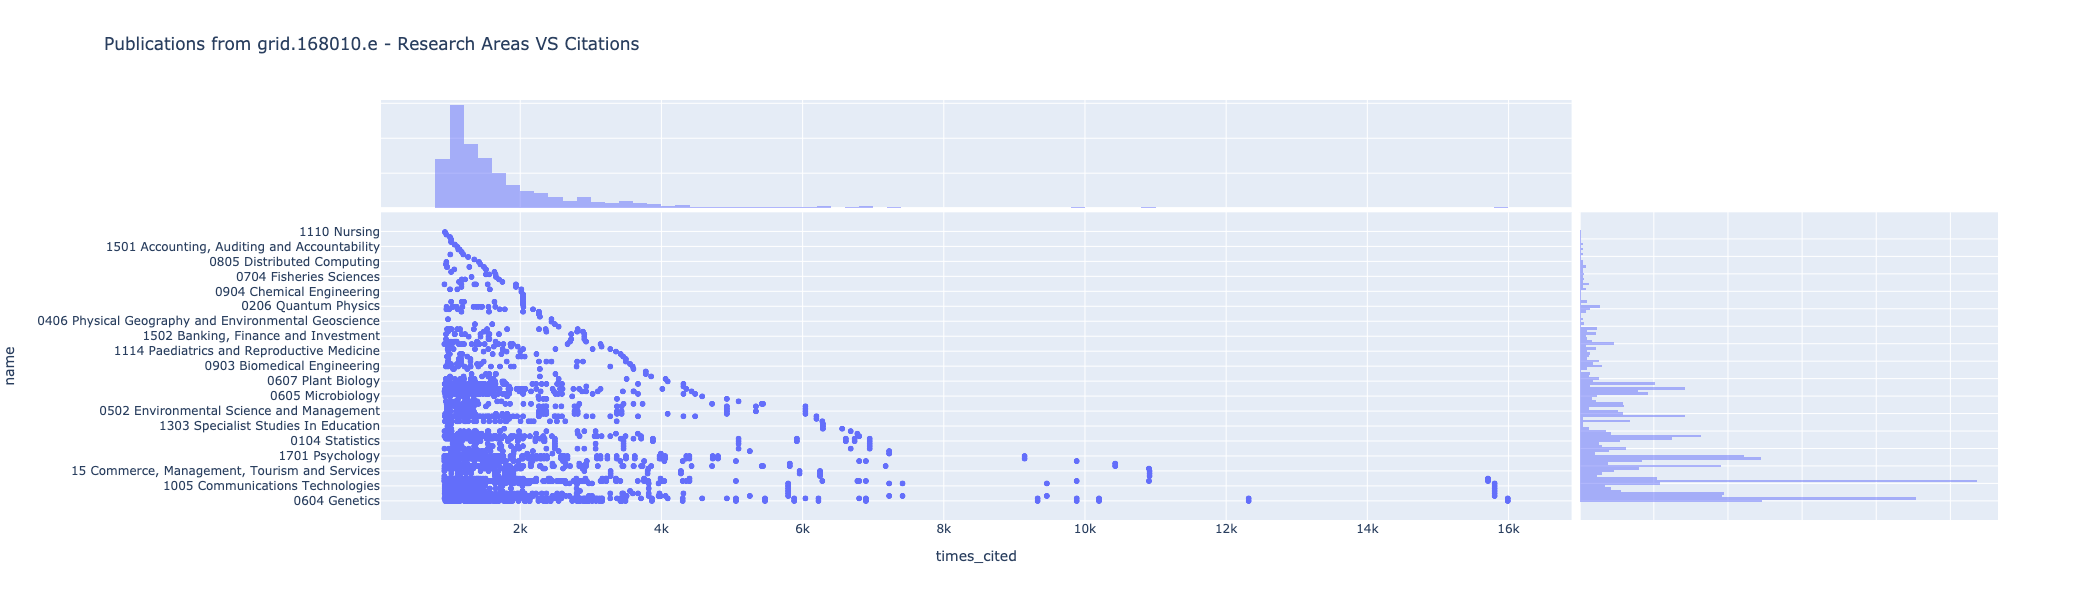 Publications from grid.168010.e - Research Areas VS Citations
name
1110 Nursing
1501 Accounting, Auditing and Accountability
0805 Distributed Computing
0704 Fisheries Sciences
0904 Chemical Engineering
0206 Quantum Physics
0406 Physical Geography and Environmental Geoscience
1502 Banking, Finance and Investment
1114 Paediatrics and Reproductive Medicine
0903 Biomedical Engineering
0607 Plant Biology
0605 Microbiology
0502 Environmental Science and Management
1303 Specialist Studies In Education
0104 Statistics
1701 Psychology
15 Commerce, Management, Tourism and Services
1005 Communications Technologies
0604 Genetics
2k 4k 6k 8k 10k 12k 14k 16k
times_cited